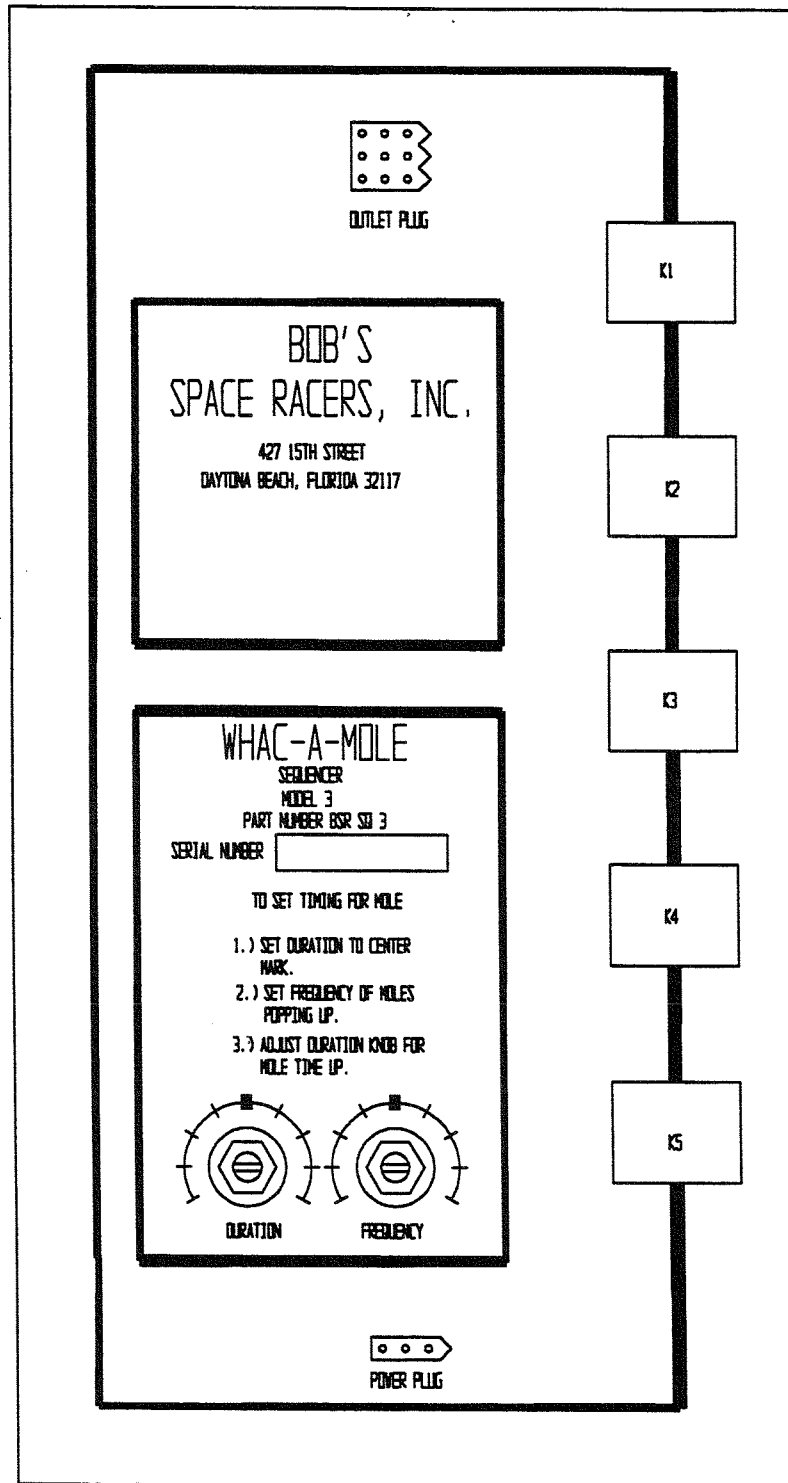 OUTLET PLUG
K1
BOB'S
SPACE RACERS, INC.
427 15TH STREET
DAYTONA BEACH, FLORIDA 32117
K2
K3
WHAC-A-MOLE
SEQUENCER
MODEL 3
PART NUMBER BSR SQ 3
SERIAL NUMBER
TO SET TIMING FOR MOLE
1.) SET DURATION TO CENTER
MARK.
2.) SET FREQUENCY OF MOLES
POPPING UP.
3.) ADJUST DURATION KNOB FOR
MOLE TIME UP.
K4
K5
DURATION
FREQUENCY
POWER PLUG